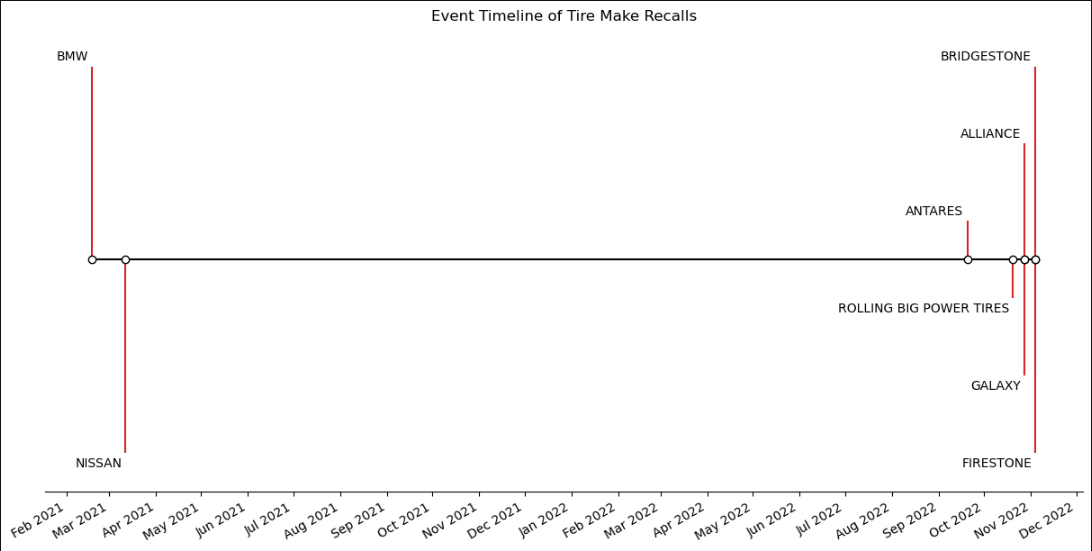 Event Timeline of Tire Make Recalls
BMW
BRIDGESTONE
ALLIANCE
ANTARES
ROLLING BIG POWER TIRES
GALAXY
NISSAN
FIRESTONE
Feb 2021
Mar 2021
Apr 2021
May 2021
Jun 2021
Jul 2021
Aug 2021
Sep 2021
Oct 2021
Nov 2021
Dec 2021
Jan 2022
Feb 2022
Mar 2022
Apr 2022
May 2022
Jun 2022
Jul 2022
Aug 2022
Sep 2022
Oct 2022
Nov 2022
Dec 2022